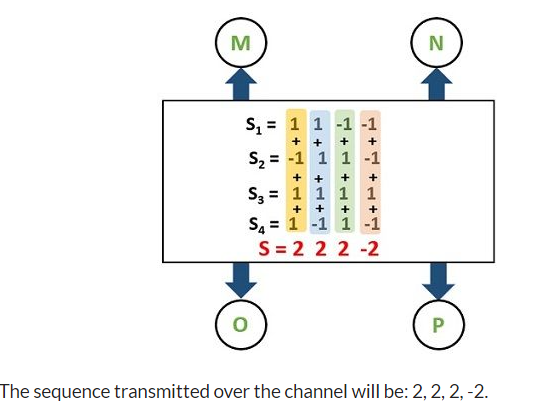 M N
S₁ = 1 1 -1 -1
+ + + +
S₂ = -1 1 1 -1
+ + + +
S₃ = 1 1 1 1
+ + + +
S₄ = 1 -1 1 -1
S = 2 2 2 -2
O P
The sequence transmitted over the channel will be: 2, 2, 2, -2.